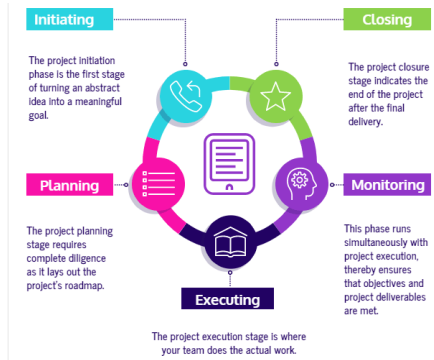 Initiating
The project initiation
phase is the first stage
of turning an abstract
idea into a meaningful
goal.
Closing
The project closure
stage indicates the
end of the project
after the final
delivery.
Planning
The project planning
stage requires
complete diligence
as it lays out the
project's roadmap.
Monitoring
This phase runs
simultaneously with
project execution,
thereby ensures
that objectives and
project deliverables
are met.
Executing
The project execution stage is where
your team does the actual work.